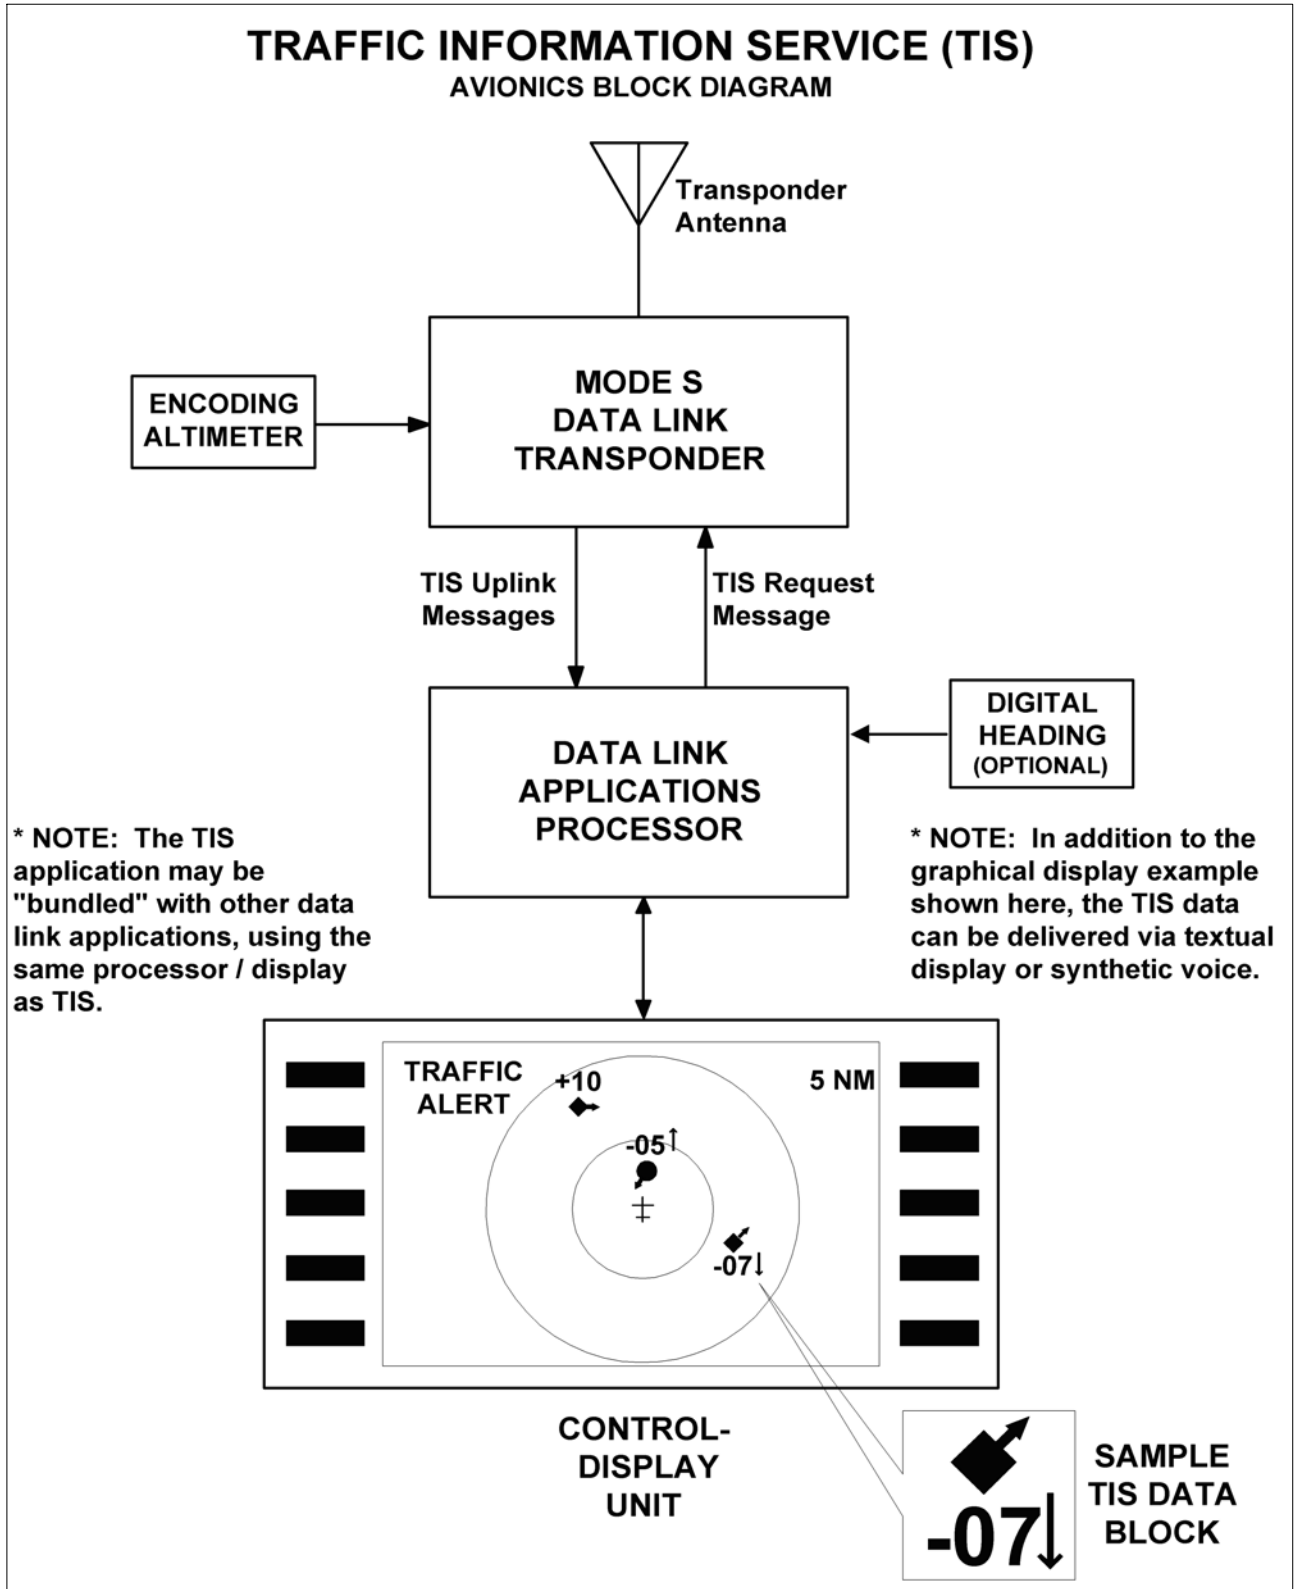 TRAFFIC INFORMATION SERVICE (TIS)
AVIONICS BLOCK DIAGRAM
Transponder
Antenna
MODE S
DATA LINK
TRANSPONDER
ENCODING
ALTIMETER
TIS Uplink
Messages
TIS Request
Message
DATA LINK
APPLICATIONS
PROCESSOR
DIGITAL
HEADING
(OPTIONAL)
* NOTE: The TIS
application may be
"bundled" with other data
link applications, using the
same processor / display
as TIS.
* NOTE: In addition to the
graphical display example
shown here, the TIS data
can be delivered via textual
display or synthetic voice.
TRAFFIC
ALERT
+10
5 NM
-05↑
-07↓
CONTROL-
DISPLAY
UNIT
-07↓
SAMPLE
TIS DATA
BLOCK